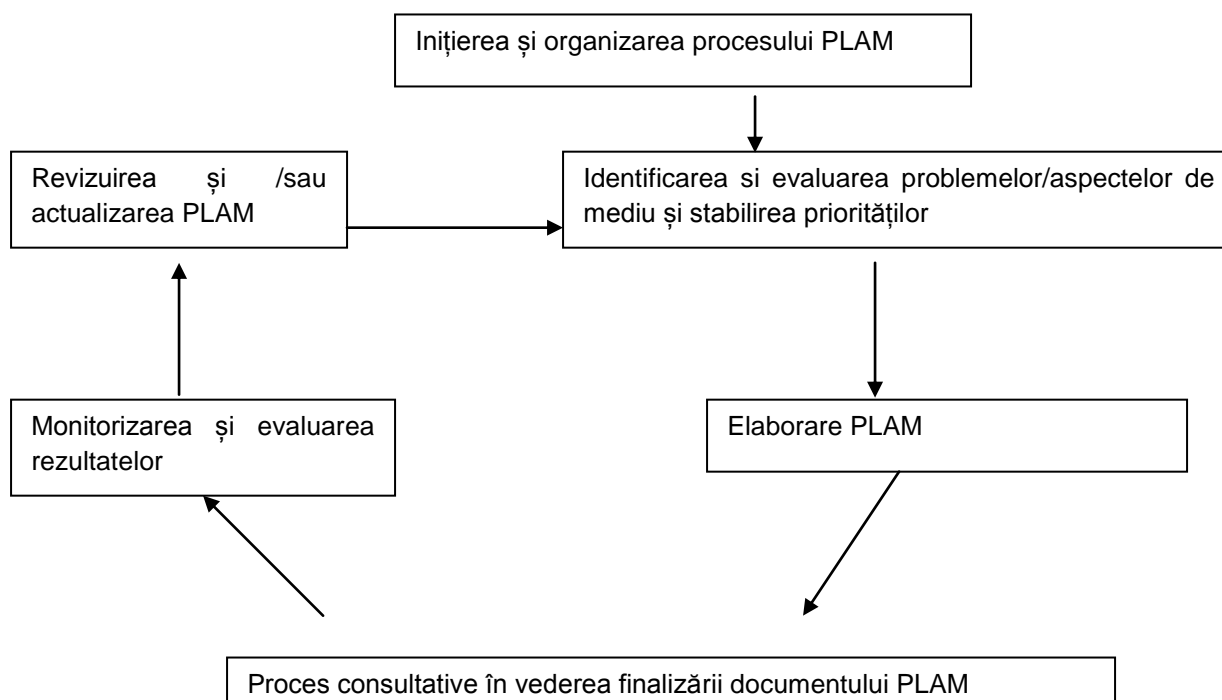 Inițierea și organizarea procesului PLAM
Revizuirea și /sau
actualizarea PLAM
Identificarea si evaluarea problemelor/aspectelor de
mediu și stabilirea priorităților
Monitorizarea și evaluarea
rezultatelor
Elaborare PLAM
Proces consultative în vederea finalizării documentului PLAM